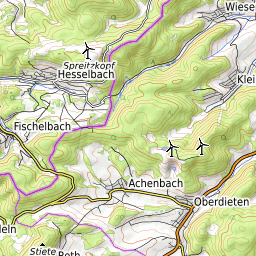 Wiese
Spreitzkopf
Hesselbach
Klei
Fischelbach
Achenbach
Oberdieten
eln
Stiete
Roth